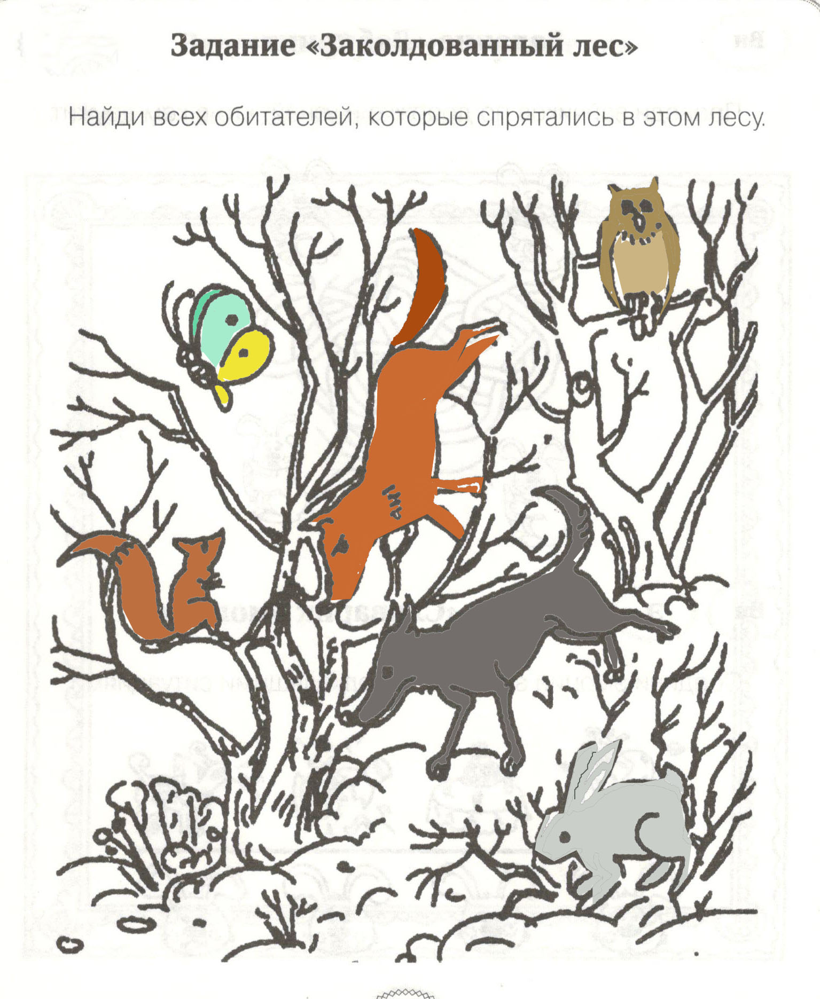 Задание «Заколдованный лес»
Найди всех обитателей, которые спрятались в этом лесу.